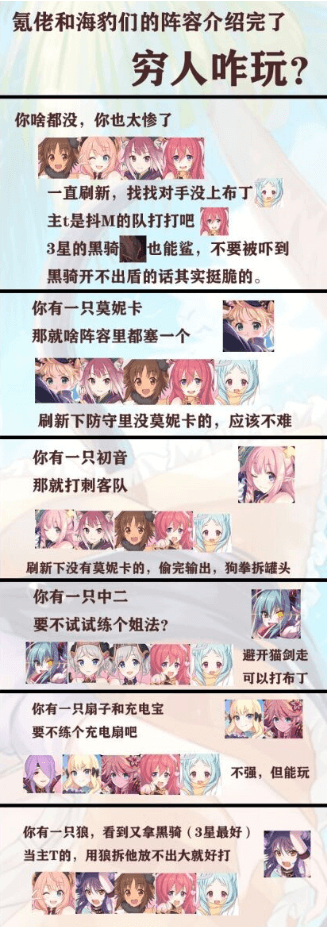 氪佬和海豹们的阵容介绍完了
穷人咋玩?
你啥都没，你也太惨了
一直刷新，找找对手没上布丁
主t是抖M的队打打吧
3星的黑骑也能鲨，不要被吓到
黑骑开不出盾的话其实挺脆的。
你有一只莫妮卡
那就啥阵容里都塞一个
刷新下防守里没莫妮卡的，应该不难
你有一只初音
那就打刺客队
刷新下没有莫妮卡的，偷完输出，狗拳拆罐头
你有一只中二
要不试试练个姐法?
避开猫剑走
可以打布丁
你有一只扇子和充电宝
要不练个充电扇吧
不强，但能玩
你有一只狼，看到又拿黑骑（3星最好）
当主T的，用狼拆他放不出大就好打